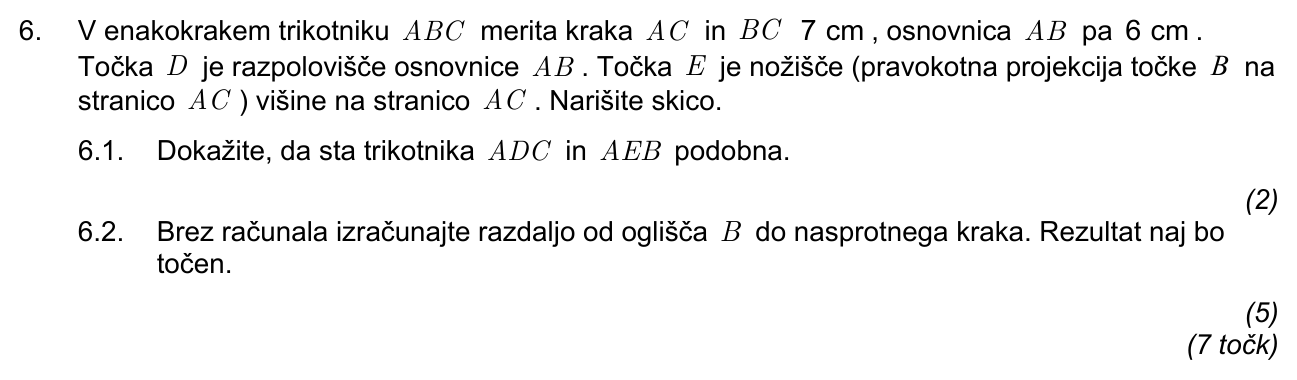 6. V enakokrakem trikotniku ABC merita kraka AC in BC 7 cm , osnovnica AB pa 6 cm .
Točka D je razpolovišče osnovnice AB . Točka E je nožišče (pravokotna projekcija točke B na
stranico AC ) višine na stranico AC . Narišite skico.
6.1. Dokažite, da sta trikotnika ADC in AEB podobna.
(2)
6.2. Brez računala izračunajte razdaljo od oglišča B do nasprotnega kraka. Rezultat naj bo
točen.
(5)
(7 točk)